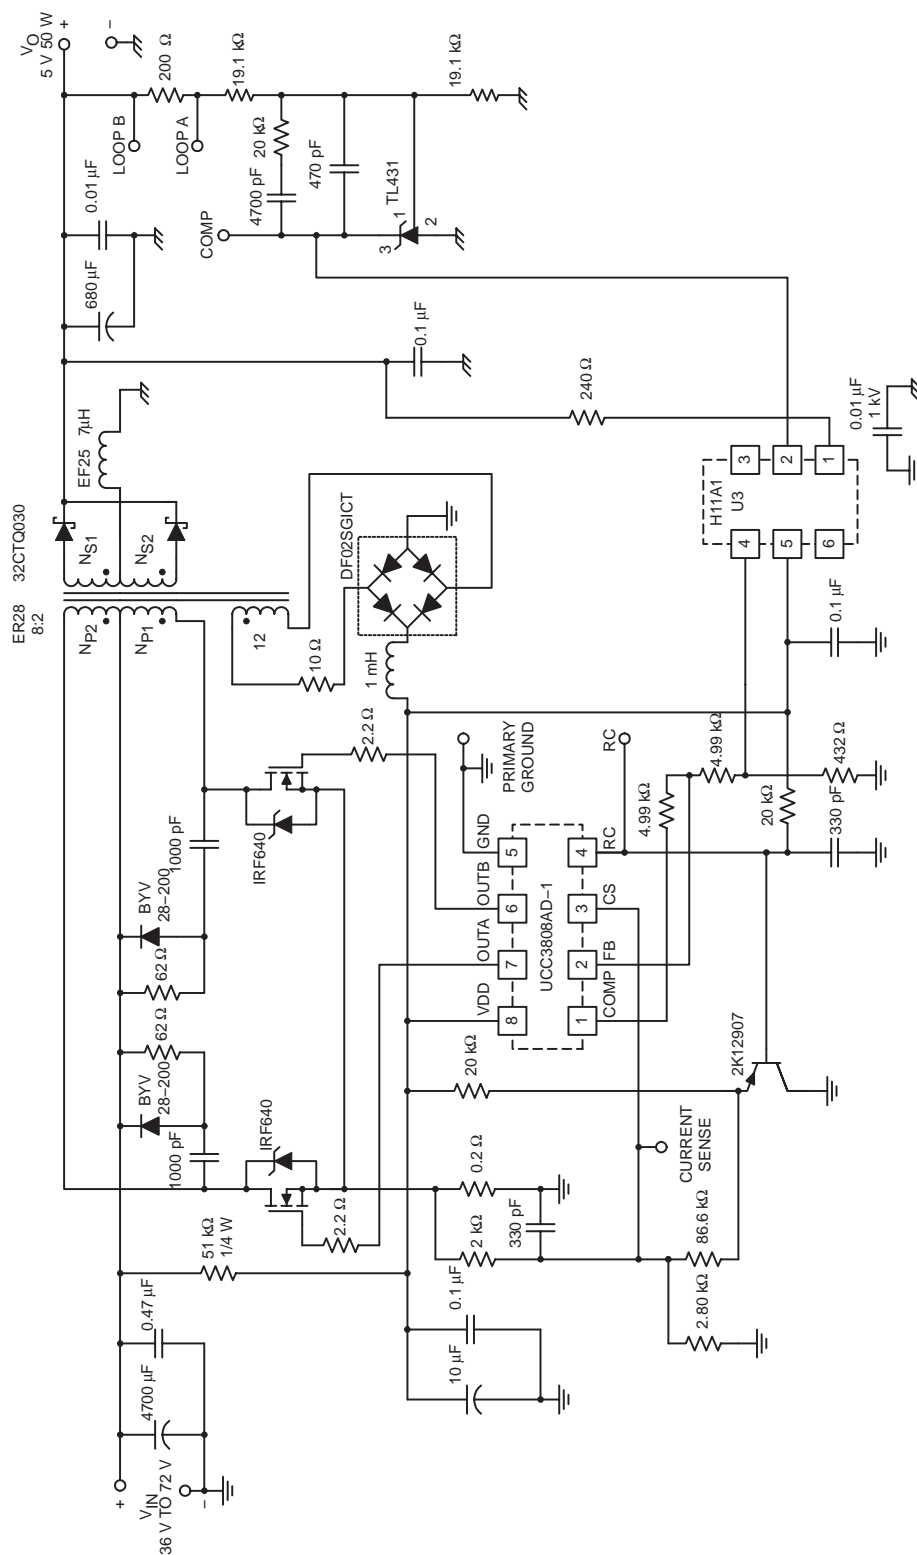 +
V_IN
36 V TO 72 V
−
4700 μF
0.47 μF
51 kΩ
1/4 W
1000 pF
BYV
28−200
62 Ω
62 Ω
BYV
28−200
1000 pF
IRF640
IRF640
2.2 Ω
2.2 Ω
ER28
8:2
N_P2
N_P1
12
N_S1
N_S2
32CTQ030
EF25 7μH
680 μF
0.01 μF
V_O
5 V 50 W
+
−
LOOP B
200 Ω
LOOP A
19.1 kΩ
COMP
4700 pF
20 kΩ
470 pF
TL431
3
1
2
19.1 kΩ
0.1 μF
240 Ω
10 Ω
DF02SGICT
1 mH
10 μF
0.1 μF
2 kΩ
0.2 Ω
330 pF
20 kΩ
VDD
OUTA
OUTB
GND
8
7
6
5
UCC3808AD−1
1
2
3
4
COMP
FB
CS
RC
PRIMARY
GROUND
RC
4.99 kΩ
4.99 kΩ
432 Ω
20 kΩ
330 pF
0.1 μF
H11A1
U3
4
5
6
3
2
1
0.01 μF
1 kV
2.80 kΩ
86.6 kΩ
CURRENT
SENSE
2K12907